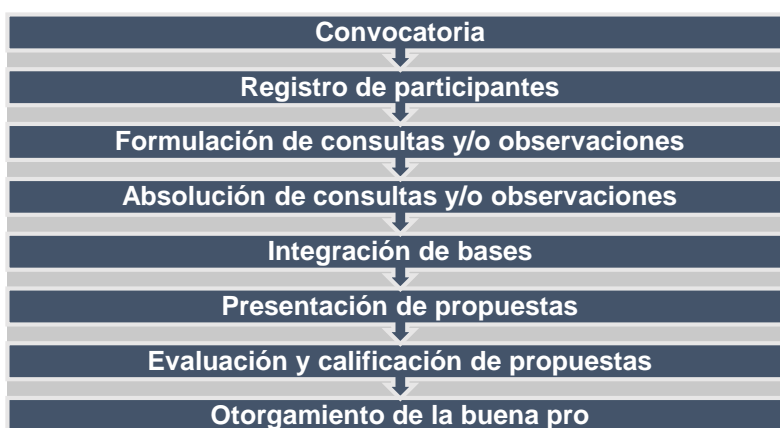 Convocatoria
Registro de participantes
Formulación de consultas y/o observaciones
Absolución de consultas y/o observaciones
Integración de bases
Presentación de propuestas
Evaluación y calificación de propuestas
Otorgamiento de la buena pro